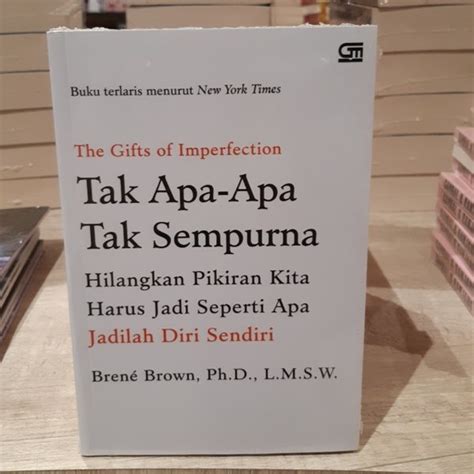 GM
Buku terlaris menurut New York Times
The Gifts of Imperfection
Tak Apa-Apa
Tak Sempurna
Hilangkan Pikiran Kita
Harus Jadi Seperti Apa
Jadilah Diri Sendiri
Brené Brown, Ph.D., L.M.S.W.